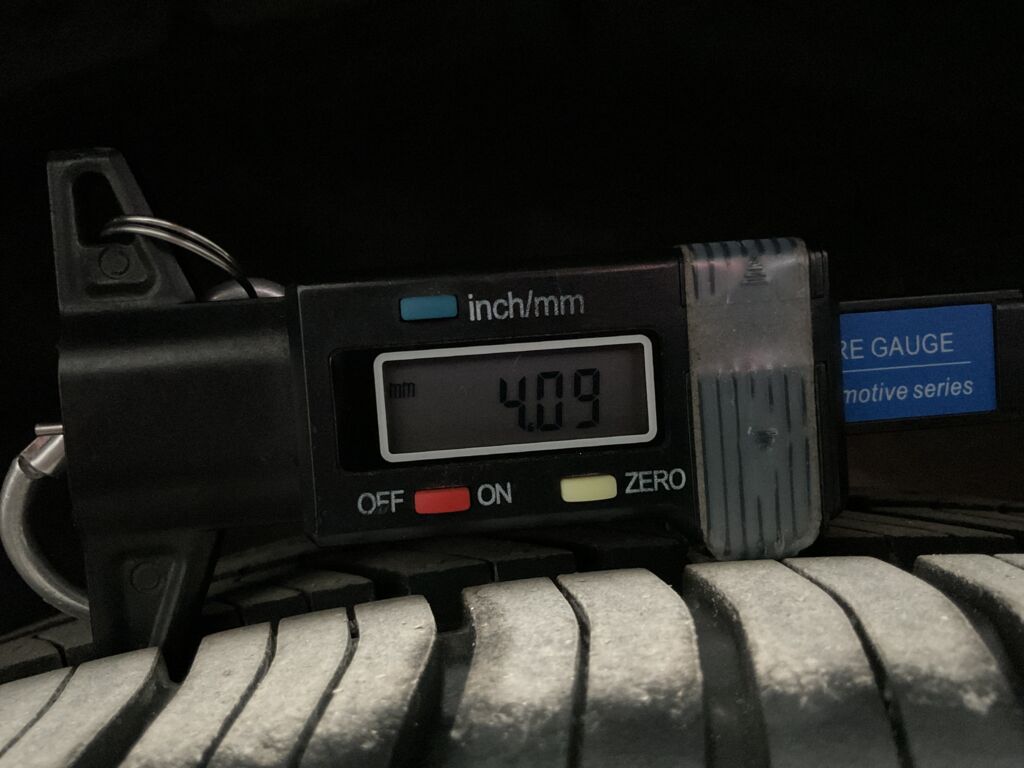 inch/mm
mm 4.09
OFF ON ZERO
RE GAUGE
motive series